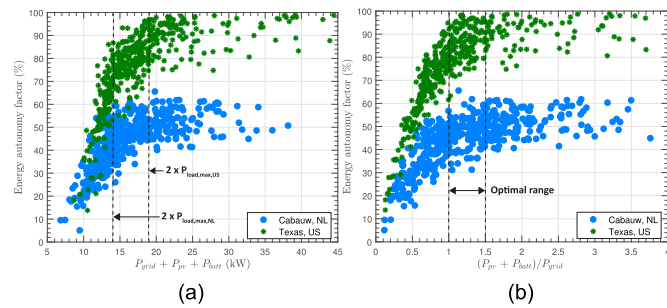 Energy autonomy factor (%)
100
90
80
70
60
50
40
30
20
10
0
2 x P_load,max,US
2 x P_load,max,NL
Cabauw, NL
Texas, US
5 10 15 20 25 30 35 40 45
P_grid + P_pv + P_batt (kW)
(a)
Energy autonomy factor (%)
100
90
80
70
60
50
40
30
20
10
0
Optimal range
Cabauw, NL
Texas, US
0 0.5 1 1.5 2 2.5 3 3.5 4
(P_pv + P_batt)/P_grid
(b)